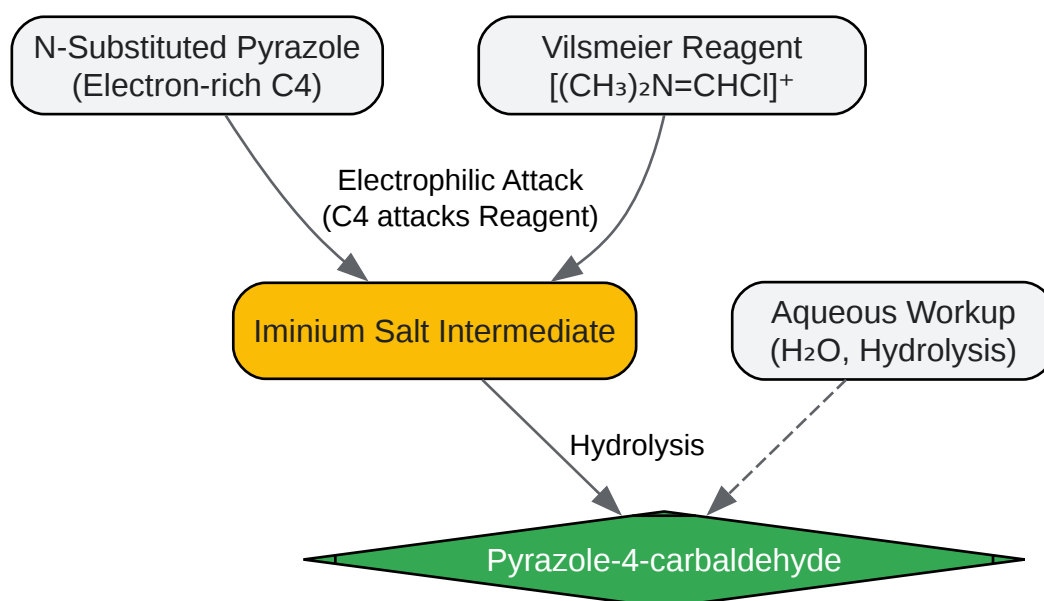 N-Substituted Pyrazole
(Electron-rich C4)
Vilsmeier Reagent
[(CH₃)₂N=CHCl]⁺
Electrophilic Attack
(C4 attacks Reagent)
Iminium Salt Intermediate
Aqueous Workup
(H₂O, Hydrolysis)
Hydrolysis
Pyrazole-4-carbaldehyde